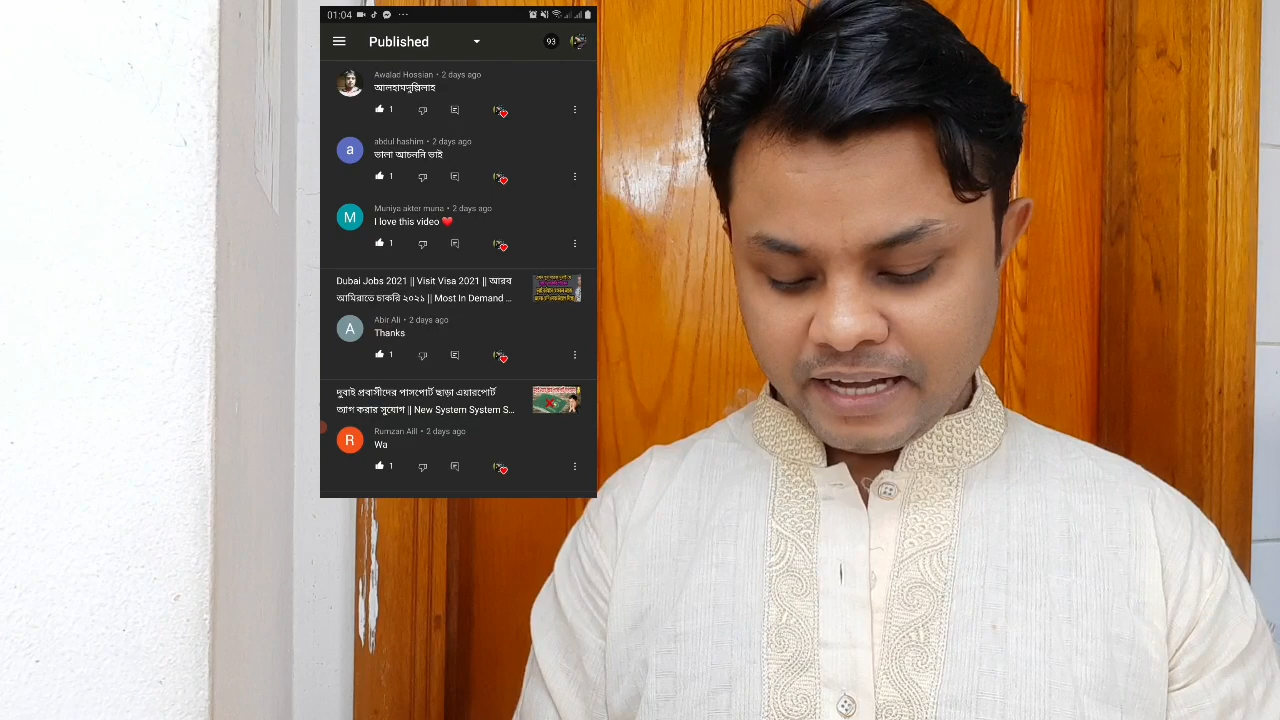 01:04
Published
93
Awalad Hossian • 2 days ago
আলহামদুল্লিলাহ
1
abdul hashim • 2 days ago
a
ভালা আচননি ভাই
1
Muniya akter muna • 2 days ago
M
I love this video ❤️
1
Dubai Jobs 2021 || Visit Visa 2021 || আরব
আমিরাতে চাকরি ২০২১ || Most In Demand ...
Abir Ali • 2 days ago
A
Thanks
1
দুবাই প্রবাসীদের পাসপোর্ট ছাড়া এয়ারপোর্ট
ত্যাগ করার সুযোগ || New System System S...
Rumzan Aill • 2 days ago
R
Wa
1